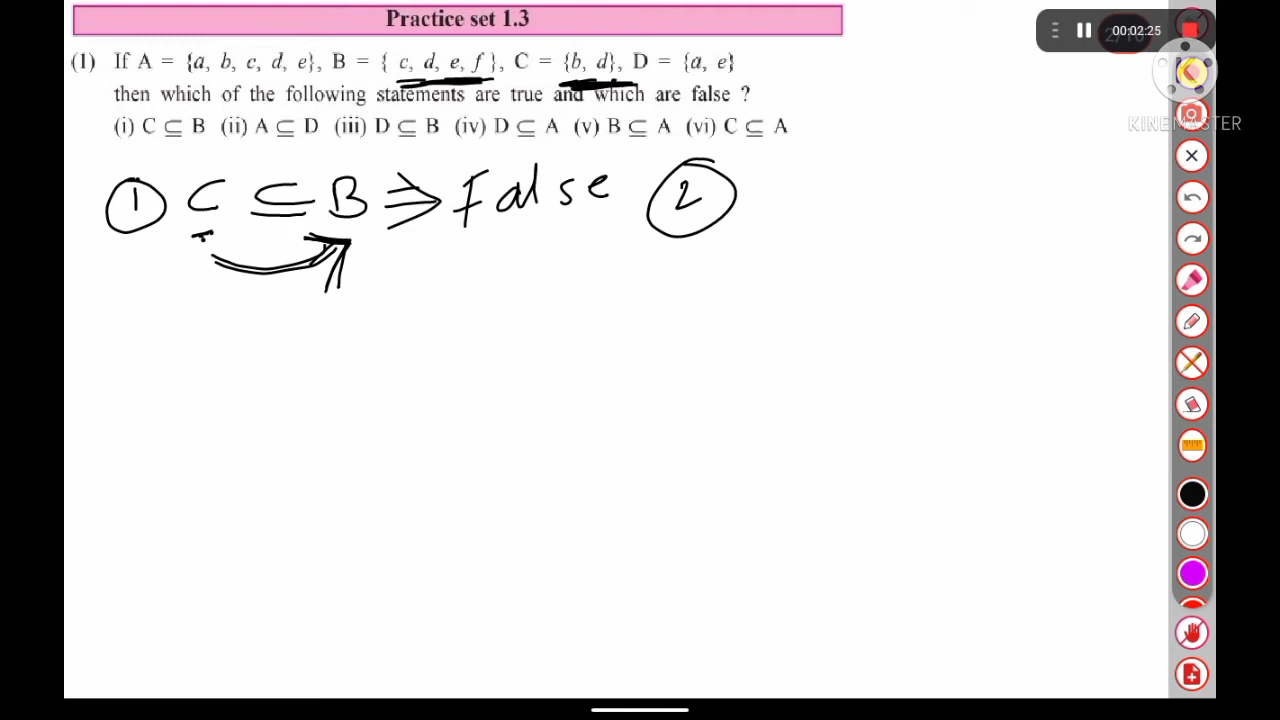 Practice set 1.3
00:02:25
(1) If A = {a, b, c, d, e}, B = { c, d, e, f }, C = {b, d}, D = {a, e}
then which of the following statements are true and which are false ?
(i) C ⊆ B (ii) A ⊆ D (iii) D ⊆ B (iv) D ⊆ A (v) B ⊆ A (vi) C ⊆ A
KINEMASTER
① C ⊆ B ⇒ False ②